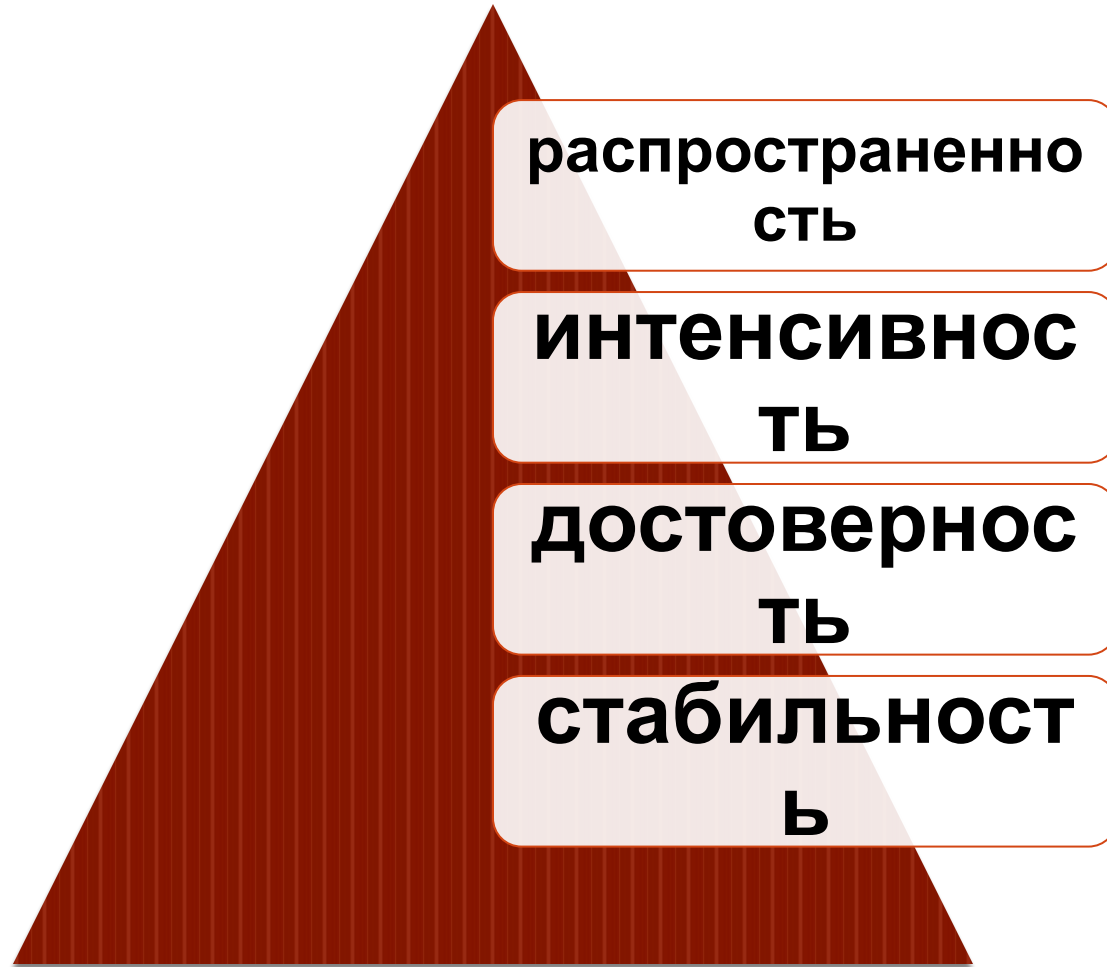 распространенно
сть
интенсивнос
ть
достовернос
ть
стабильност
ь